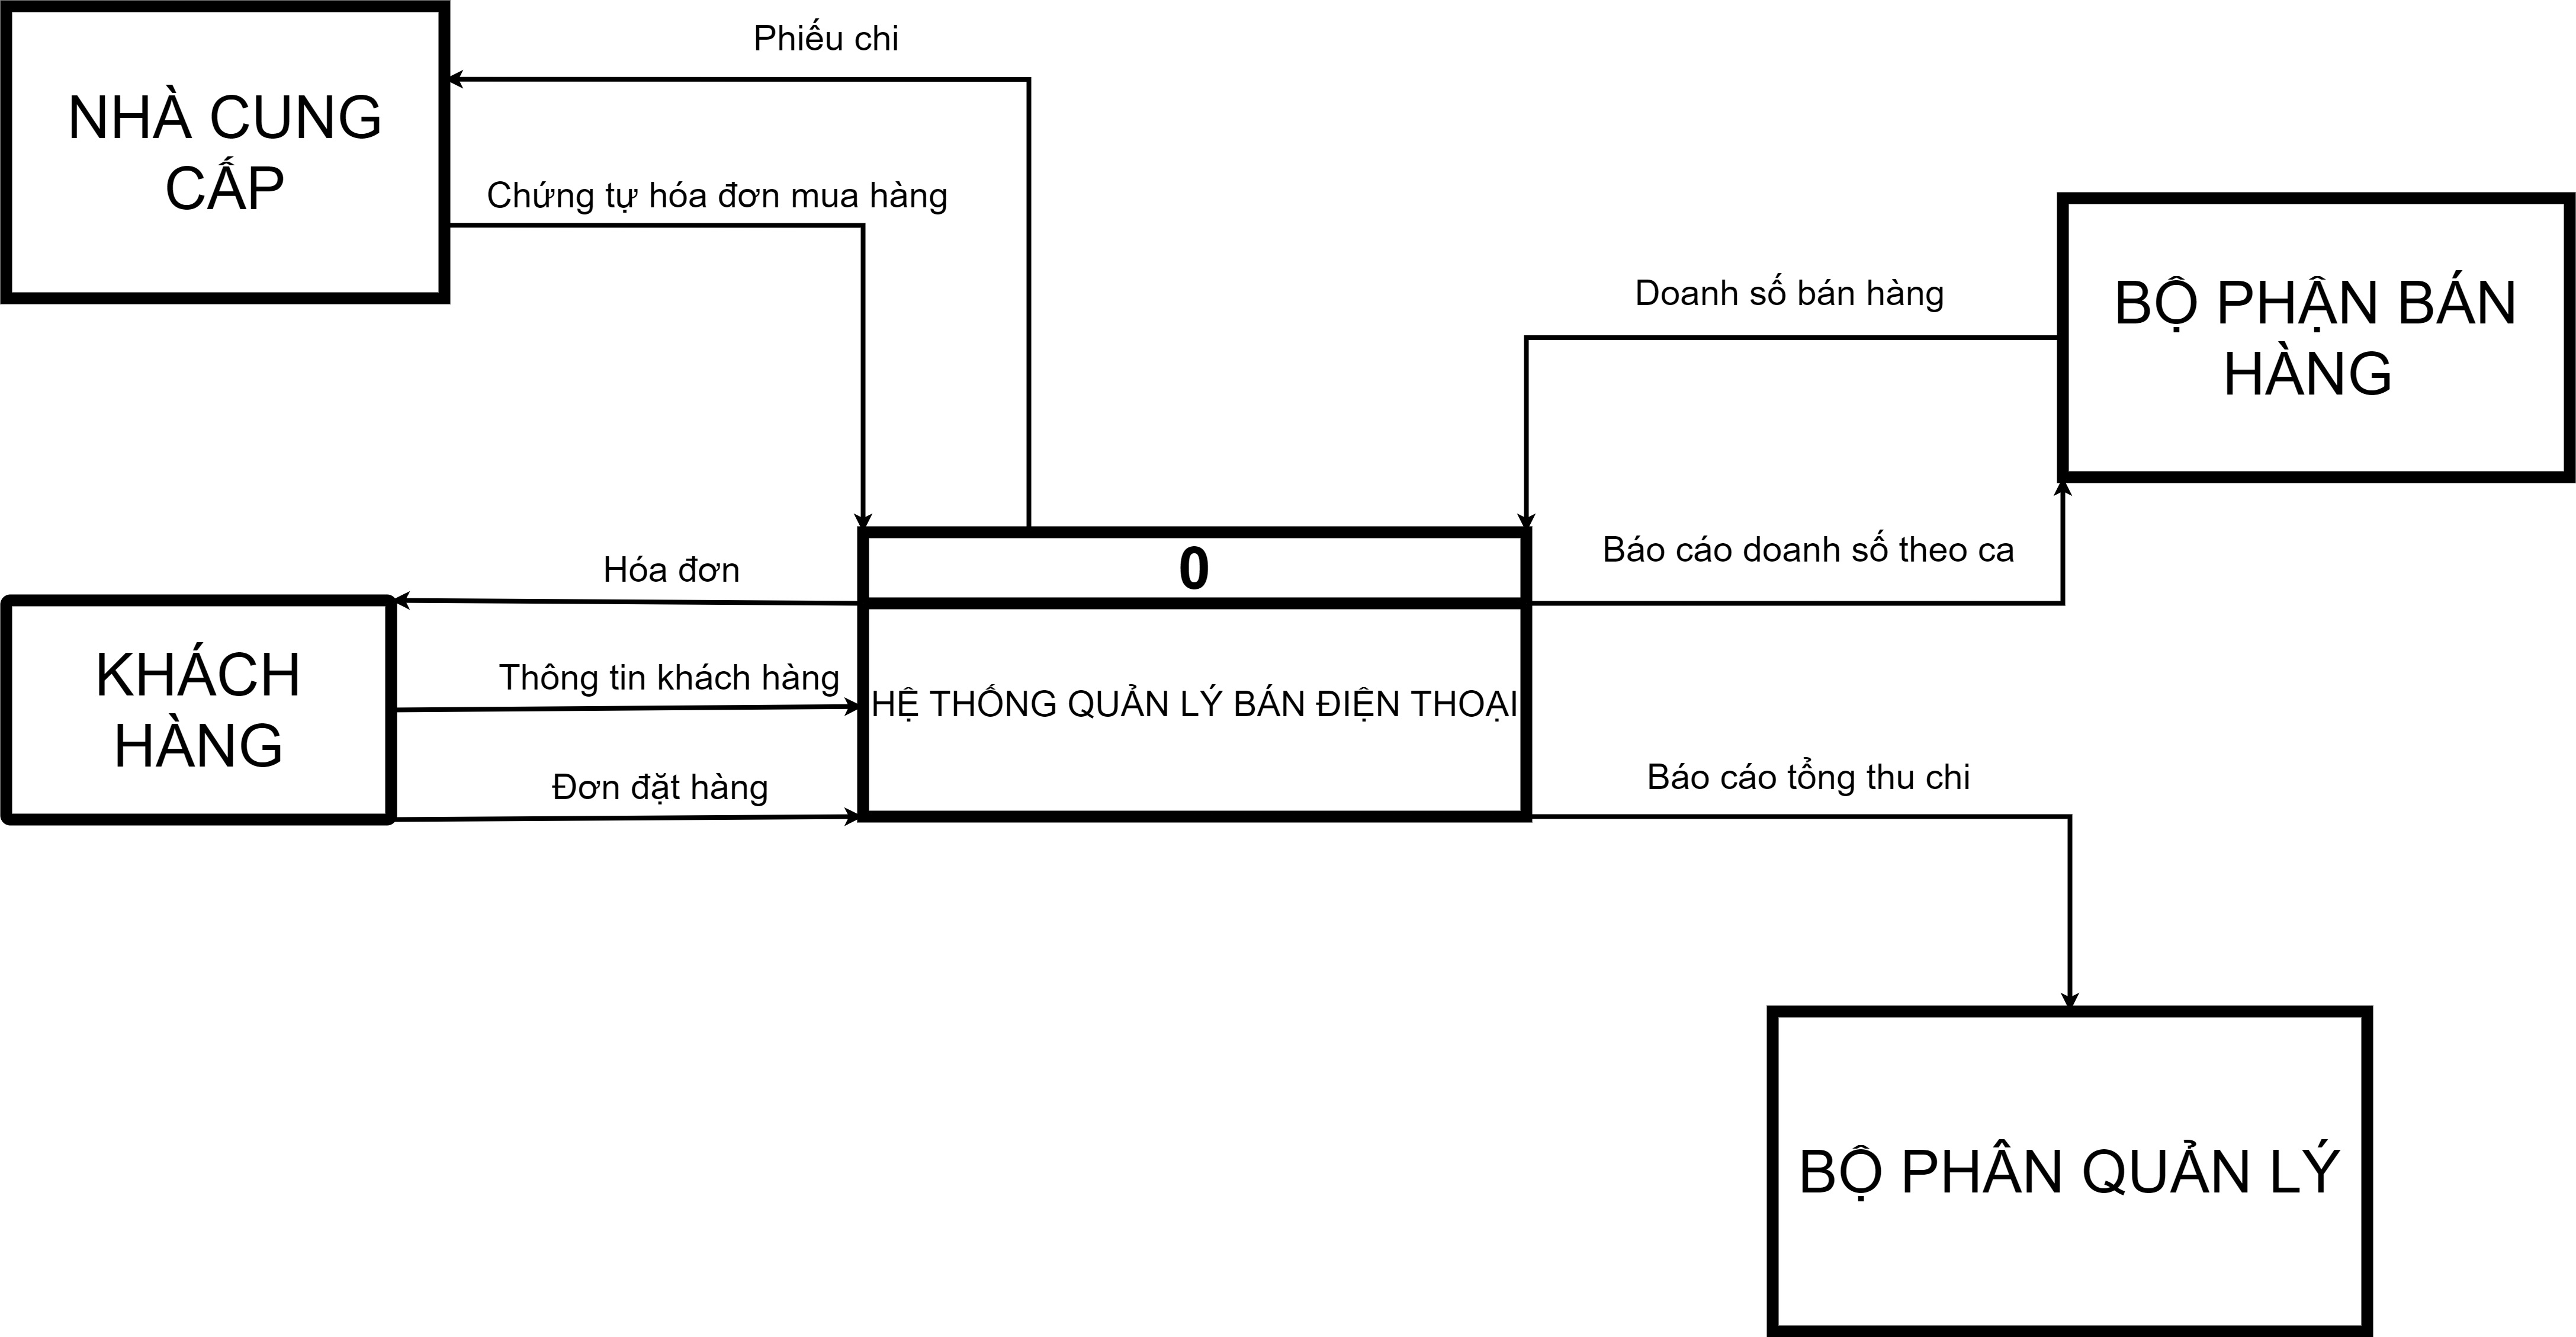 Phiếu chi
NHÀ CUNG
CẤP
Chứng tự hóa đơn mua hàng
Doanh số bán hàng
BỘ PHẬN BÁN
HÀNG
Hóa đơn
0
Báo cáo doanh số theo ca
KHÁCH
HÀNG
Thông tin khách hàng
HỆ THỐNG QUẢN LÝ BÁN ĐIỆN THOẠI
Đơn đặt hàng
Báo cáo tổng thu chi
BỘ PHÂN QUẢN LÝ